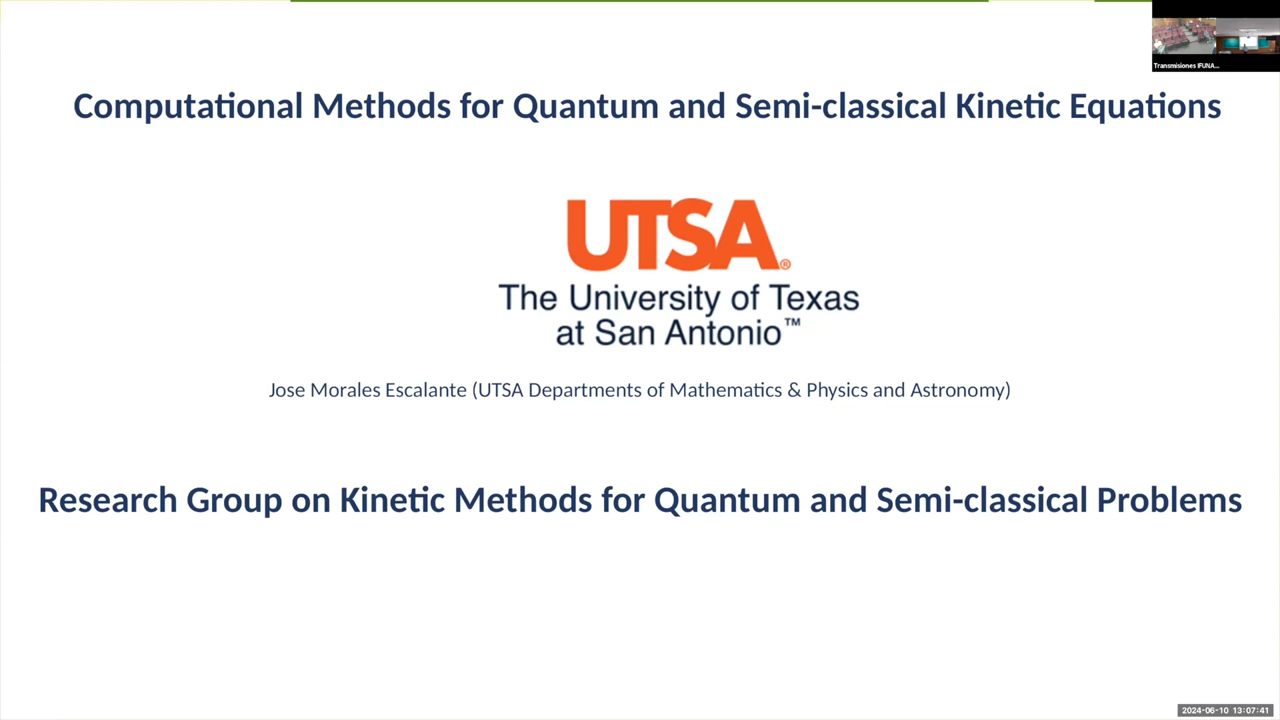 Transmisiones IFUNA...
Computational Methods for Quantum and Semi-classical Kinetic Equations
UTSA®
The University of Texas
at San Antonio™
Jose Morales Escalante (UTSA Departments of Mathematics & Physics and Astronomy)
Research Group on Kinetic Methods for Quantum and Semi-classical Problems
2024-06-10 13:07:41